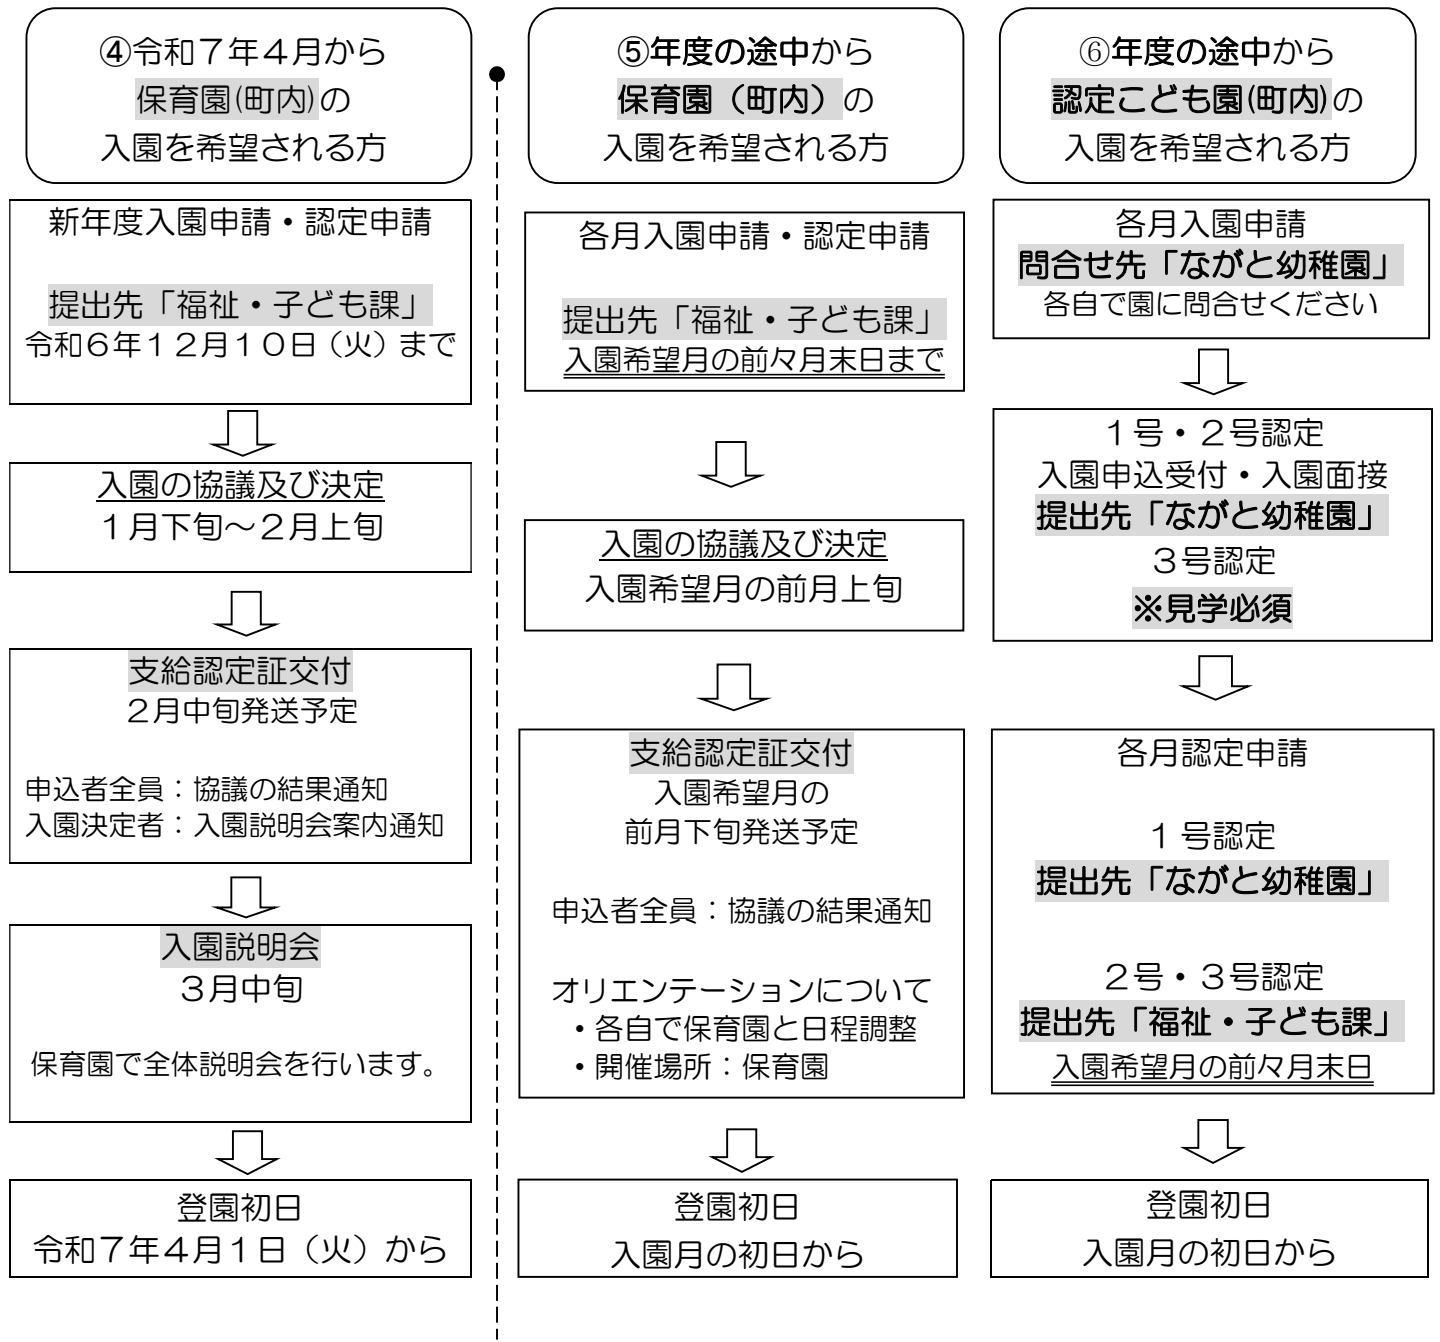 ④令和７年４月から
保育園(町内)の
入園を希望される方
新年度入園申請・認定申請
提出先「福祉・子ども課」
令和６年１２月１０日（火）まで
入園の協議及び決定
１月下旬～２月上旬
支給認定証交付
２月中旬発送予定
申込者全員：協議の結果通知
入園決定者：入園説明会案内通知
入園説明会
３月中旬
保育園で全体説明会を行います。
登園初日
令和７年４月１日（火）から
⑤年度の途中から
保育園（町内）の
入園を希望される方
各月入園申請・認定申請
提出先「福祉・子ども課」
入園希望月の前々月末日まで
入園の協議及び決定
入園希望月の前月上旬
支給認定証交付
入園希望月の
前月下旬発送予定
申込者全員：協議の結果通知
オリエンテーションについて
・各自で保育園と日程調整
・開催場所：保育園
登園初日
入園月の初日から
⑥年度の途中から
認定こども園(町内)の
入園を希望される方
各月入園申請
問合せ先「ながと幼稚園」
各自で園に問合せください
１号・２号認定
入園申込受付・入園面接
提出先「ながと幼稚園」
３号認定
※見学必須
各月認定申請
１号認定
提出先「ながと幼稚園」
２号・３号認定
提出先「福祉・子ども課」
入園希望月の前々月末日
登園初日
入園月の初日から